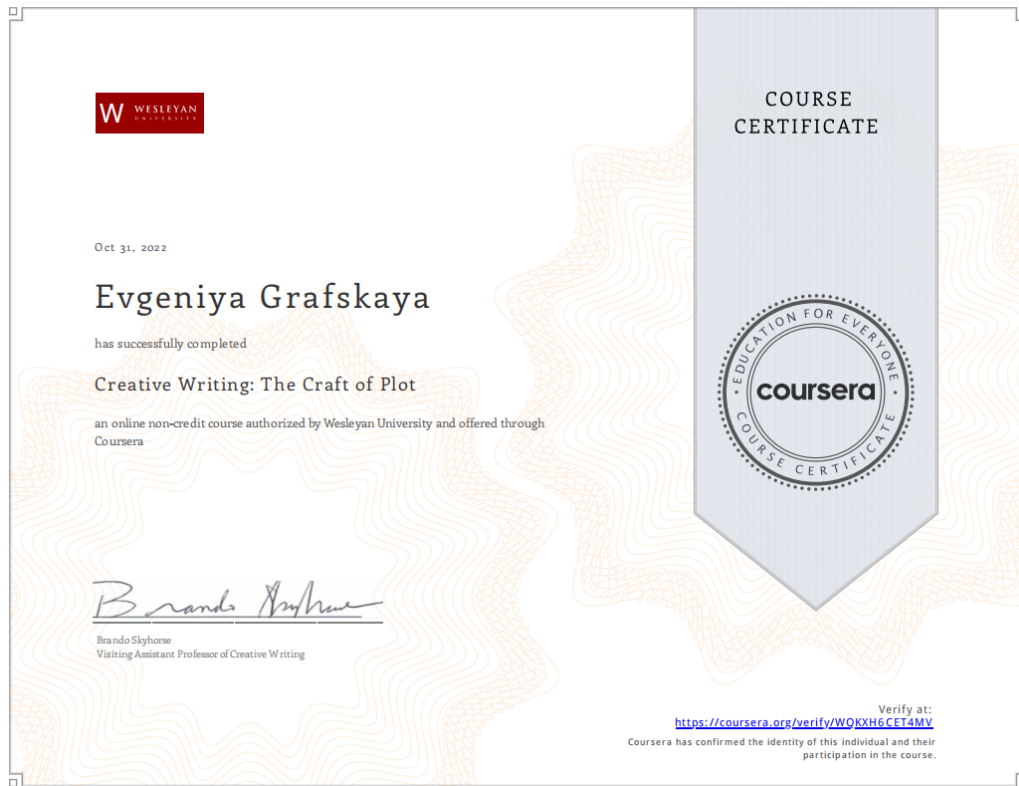 W WESLEYAN
UNIVERSITY
COURSE
CERTIFICATE
Oct 31, 2022
Evgeniya Grafskaya
has successfully completed
Creative Writing: The Craft of Plot
an online non-credit course authorized by Wesleyan University and offered through
Coursera
EDUCATION FOR EVERYONE
coursera
COURSE CERTIFICATE
Brando Skyhorse
Brando Skyhorse
Visiting Assistant Professor of Creative Writing
Verify at:
https://coursera.org/verify/WQKXH6CET4MV
Coursera has confirmed the identity of this individual and their
participation in the course.